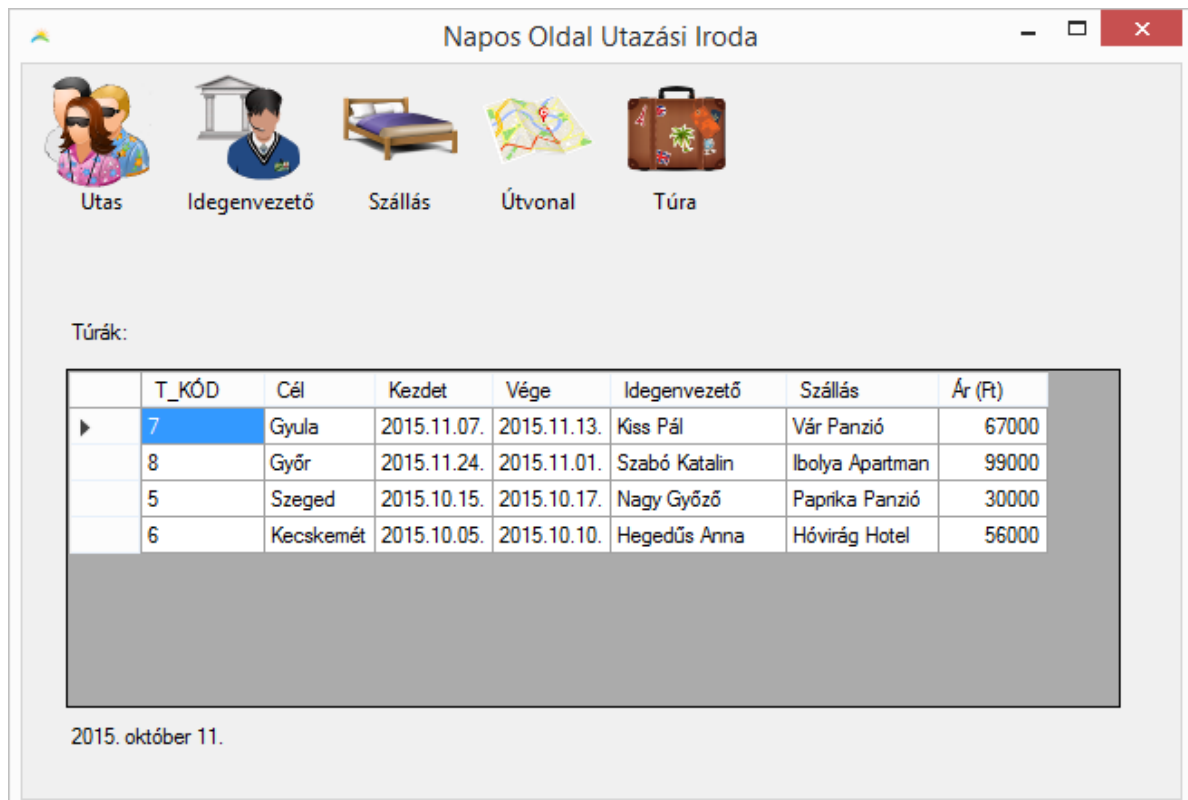 Napos Oldal Utazási Iroda
Utas Idegenvezető Szállás Útvonal Túra
Túrák:
T_KÓD Cél Kezdet Vége Idegenvezető Szállás Ár (Ft)
7 Gyula 2015.11.07. 2015.11.13. Kiss Pál Vár Panzió 67000
8 Győr 2015.11.24. 2015.11.01. Szabó Katalin Ibolya Apartman 99000
5 Szeged 2015.10.15. 2015.10.17. Nagy Győző Paprika Panzió 30000
6 Kecskemét 2015.10.05. 2015.10.10. Hegedűs Anna Hóvirág Hotel 56000
2015. október 11.